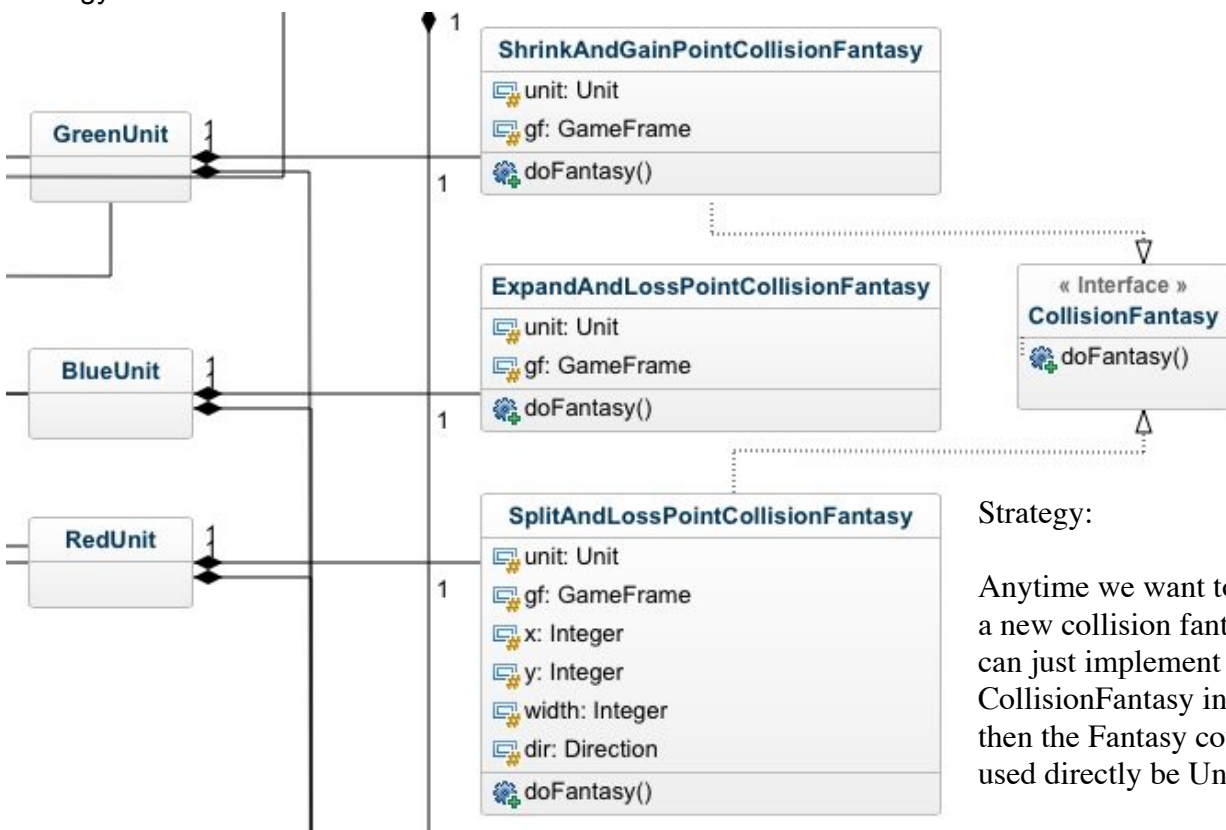 1
ShrinkAndGainPointCollisionFantasy
unit: Unit
gf: GameFrame
doFantasy()
GreenUnit
1
1
ExpandAndLossPointCollisionFantasy
unit: Unit
gf: GameFrame
doFantasy()
« Interface »
CollisionFantasy
doFantasy()
BlueUnit
1
1
SplitAndLossPointCollisionFantasy
unit: Unit
gf: GameFrame
x: Integer
y: Integer
width: Integer
dir: Direction
doFantasy()
RedUnit
1
1
Strategy:
Anytime we want to
a new collision
can just implement
CollisionFantasy
then the Fantasy
used directly be